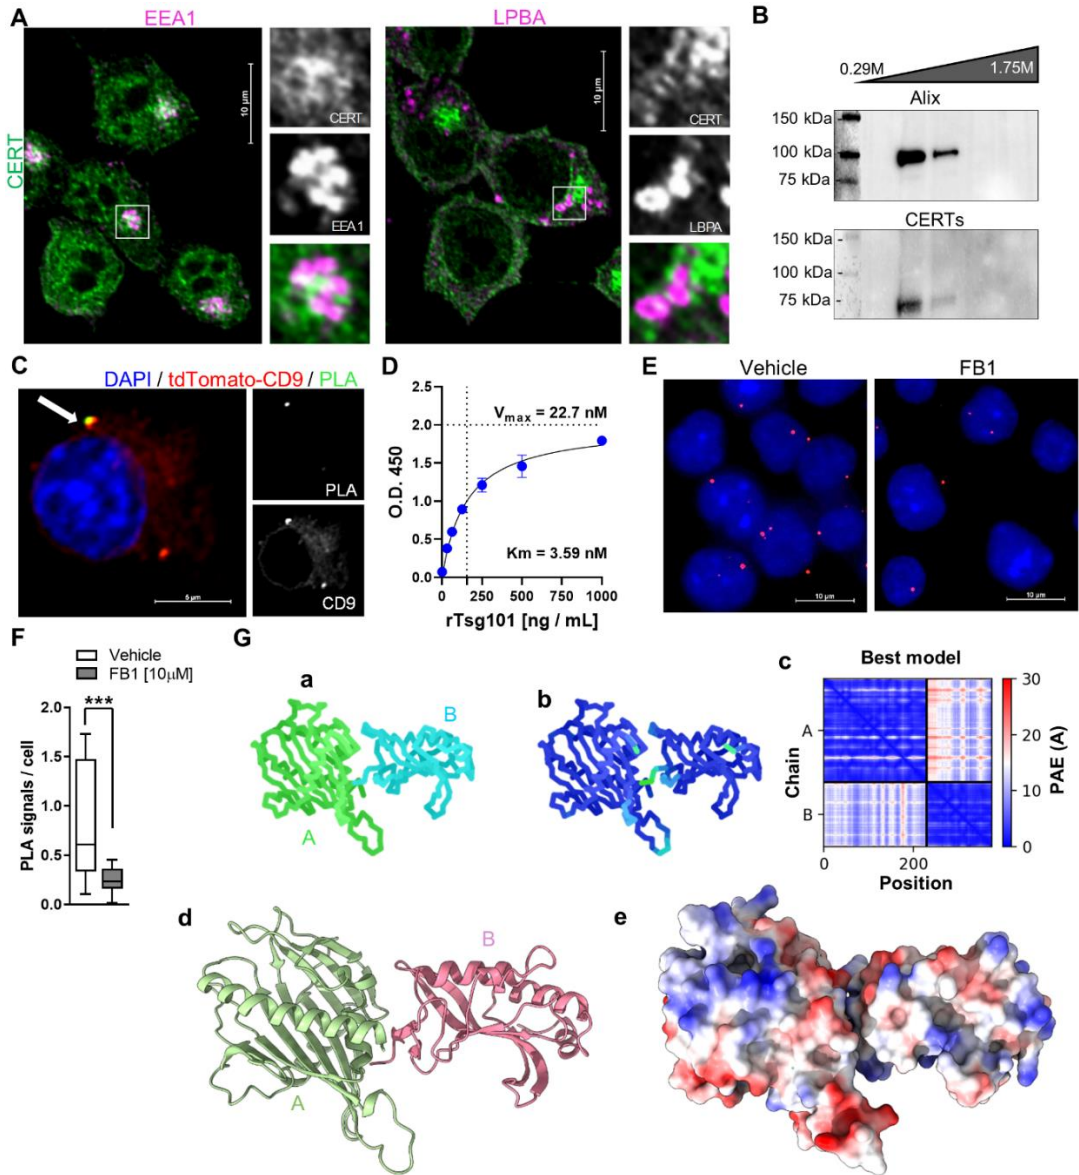 A
EEA1
LPBA
CERT
10 µm
CERT
EEA1
10 µm
CERT
LBPA
B
0.29M
1.75M
Alix
150 kDa
100 kDa
75 kDa
CERTs
150 kDa
100 kDa
75 kDa
C
DAPI / tdTomato-CD9 / PLA
5 µm
PLA
CD9
D
2.5
2.0
1.5
1.0
0.5
0.0
Vmax = 22.7 nM
Km = 3.59 nM
O.D. 450
0 250 500 750 1000
rTsg101 [ng / mL]
E
Vehicle
FB1
10 µm
10 µm
F
Vehicle
FB1 [10µM]
***
2.0
1.5
1.0
0.5
0.0
PLA signals / cell
G
a
A
B
b
c
Best model
A
B
Chain
0 200
Position
30
20
10
0
PAE (A)
d
A
B
e